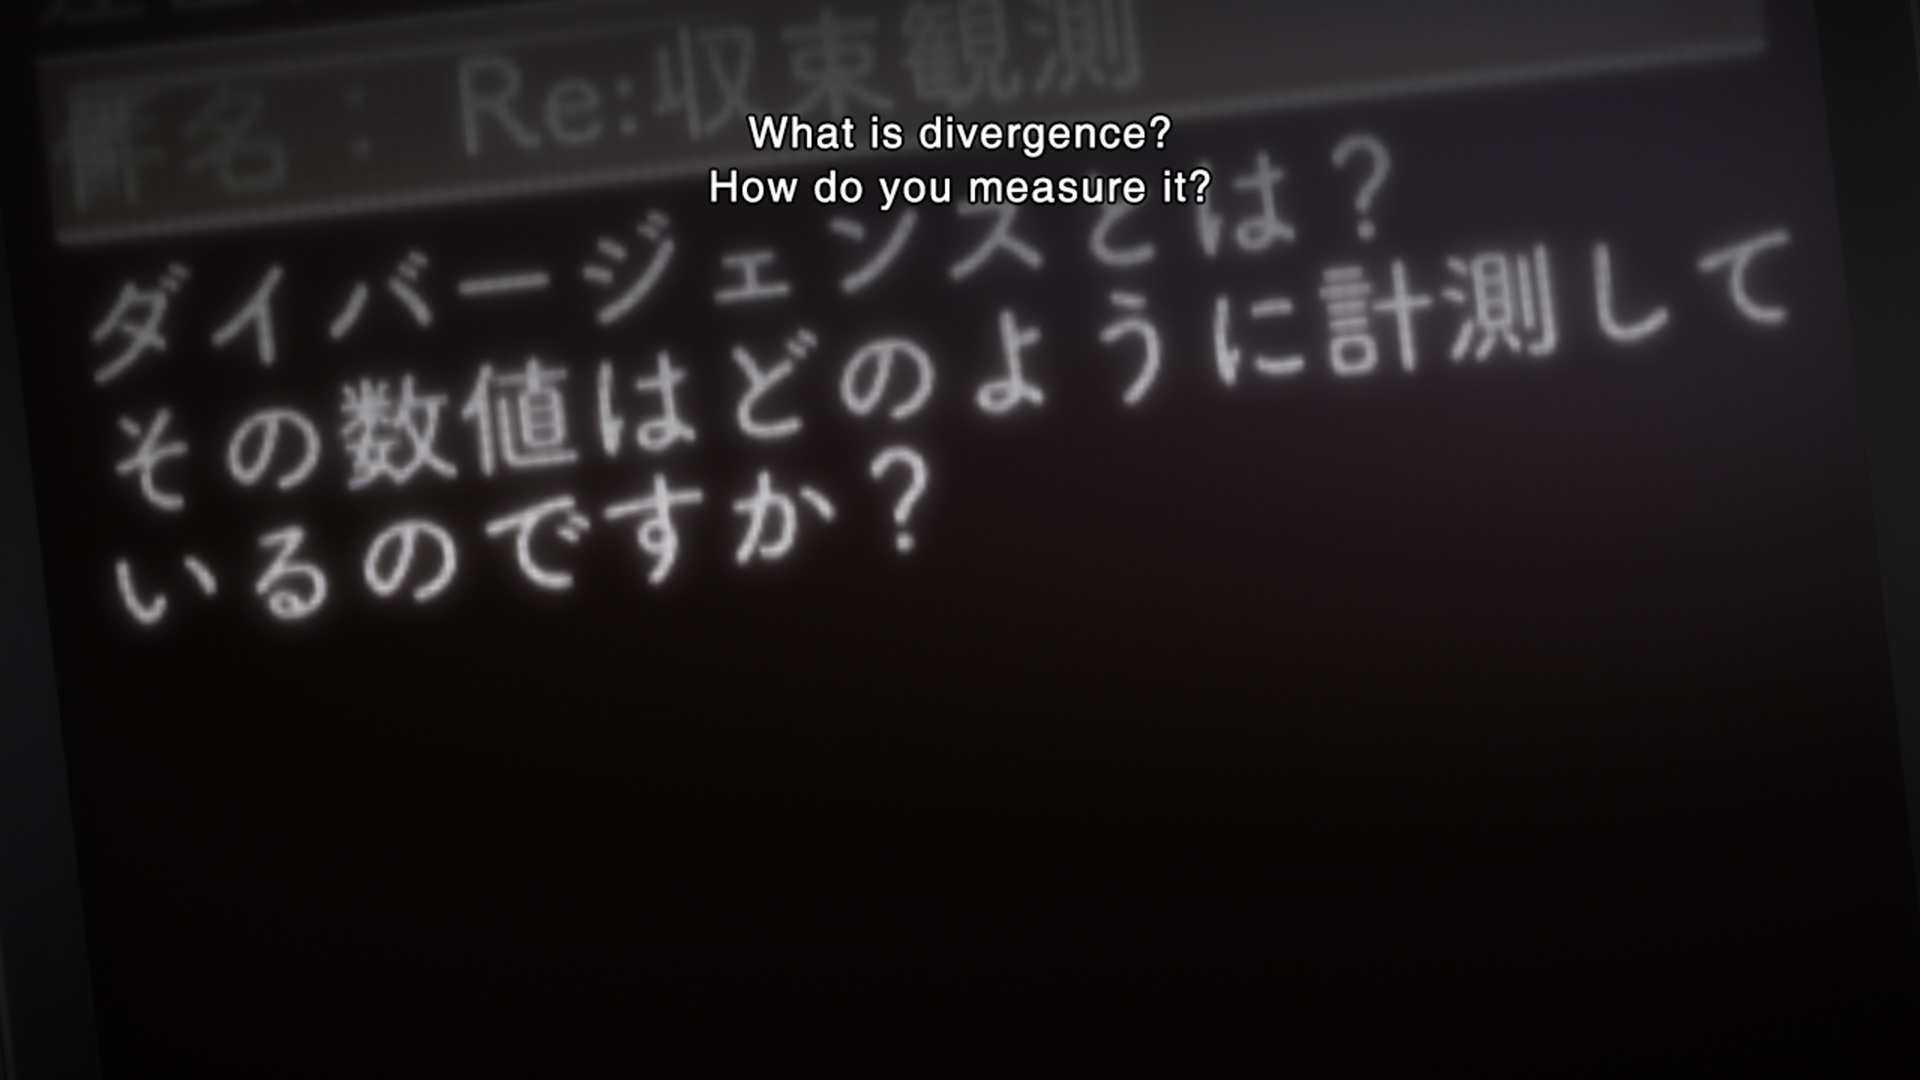 件名： Re:収束観測
What is divergence?
How do you measure it?
ダイバージェンスとは？
その数値はどのように計測して
いるのですか？